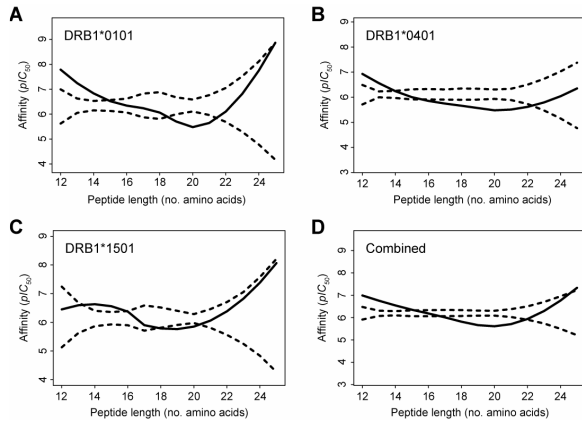 A
DRB1*0101
Affinity (pIC50)
9
8
7
6
5
4
12 14 16 18 20 22 24
Peptide length (no. amino acids)
B
DRB1*0401
Affinity (pIC50)
9
8
7
6
5
4
3
12 14 16 18 20 22 24
Peptide length (no. amino acids)
C
DRB1*1501
Affinity (pIC50)
9
8
7
6
5
4
12 14 16 18 20 22 24
Peptide length (no. amino acids)
D
Combined
Affinity (pIC50)
9
8
7
6
5
4
3
12 14 16 18 20 22 24
Peptide length (no. amino acids)